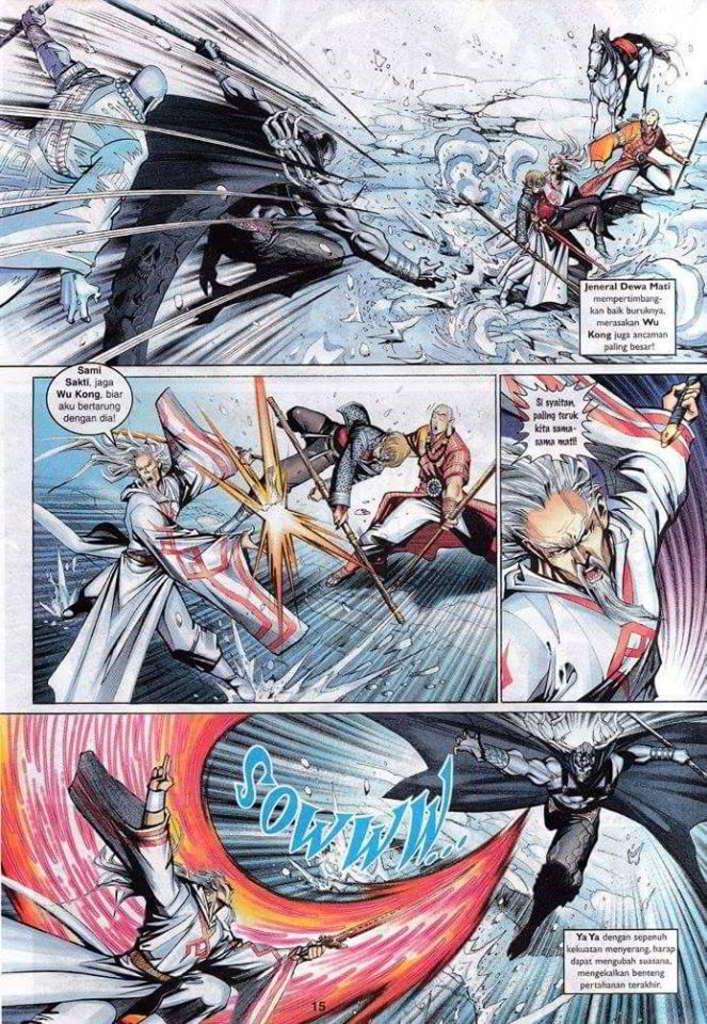 Jeneral Dewa Mati
mempertimbang-
kan baik buruknya,
merasakan Wu
Kong juga ancaman
paling besar!
Sami
Sakti, jaga
Wu Kong, biar
aku bertarung
dengan dia!
Si syaitan,
paling teruk
kita sama-
sama mati!
SOWWW...
Ya Ya dengan sepenuh
kekuatan menyerang, harap
dapat mengubah suasana,
mengekalkan benteng
pertahanan terakhir.
15